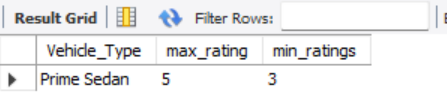 Result Grid Filter Rows:
Vehicle_Type max_rating min_ratings
Prime Sedan 5 3